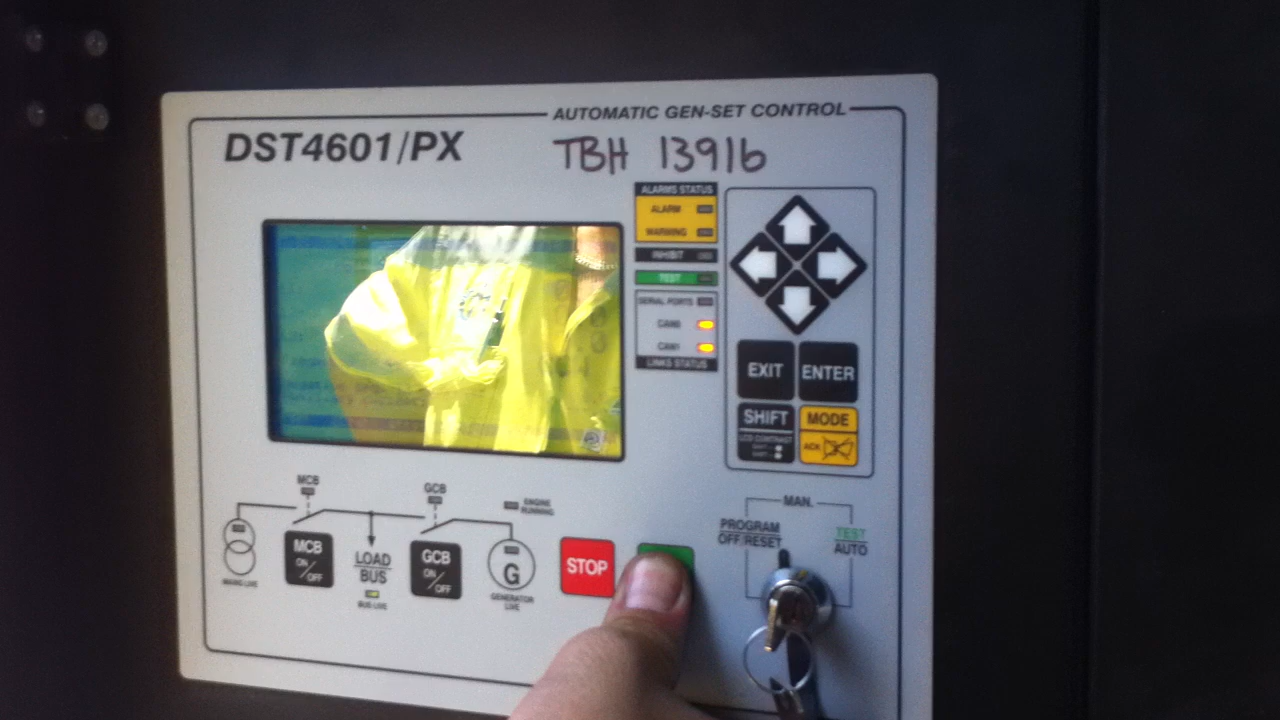 AUTOMATIC GEN-SET CONTROL
DST4601/PX
TBH 13916
ALARMS STATUS
ALARM
WARNING
INHIBIT
TEST
SERIAL PORTS
CAN0
CAN1
LINKS STATUS
EXIT
ENTER
SHIFT
LCD CONTRAST
MODE
ACK
MCB
GCB
ENGINE
RUNNING
MCB
ON/OFF
LOAD
BUS
GCB
ON/OFF
G
MAINS LIVE
BUS LIVE
GENERATOR
LIVE
STOP
MAN.
PROGRAM
OFF/RESET
TEST
AUTO